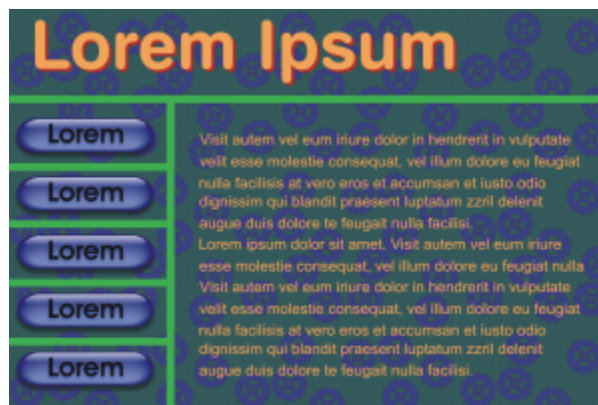 Lorem Ipsum
Lorem
Lorem
Lorem
Lorem
Lorem
Visit autem vel eum iriure dolor in hendrerit in vulputate
velit esse molestie consequat, vel illum dolore eu feugiat
nulla facilisis at vero eros et accumsan et iusto odio
dignissim qui blandit praesent luptatum zzril delenit
augue duis dolore te feugait nulla facilisi.
Lorem ipsum dolor sit amet. Visit autem vel eum iriure
esse molestie consequat, vel illum dolore eu feugiat nulla
Visit autem vel eum iriure dolor in hendrerit in vulputate
velit esse molestie consequat, vel illum dolore eu feugiat
nulla facilisis at vero eros et accumsan et iusto odio
dignissim qui blandit praesent luptatum zzril delenit
augue duis dolore te feugait nulla facilisi.